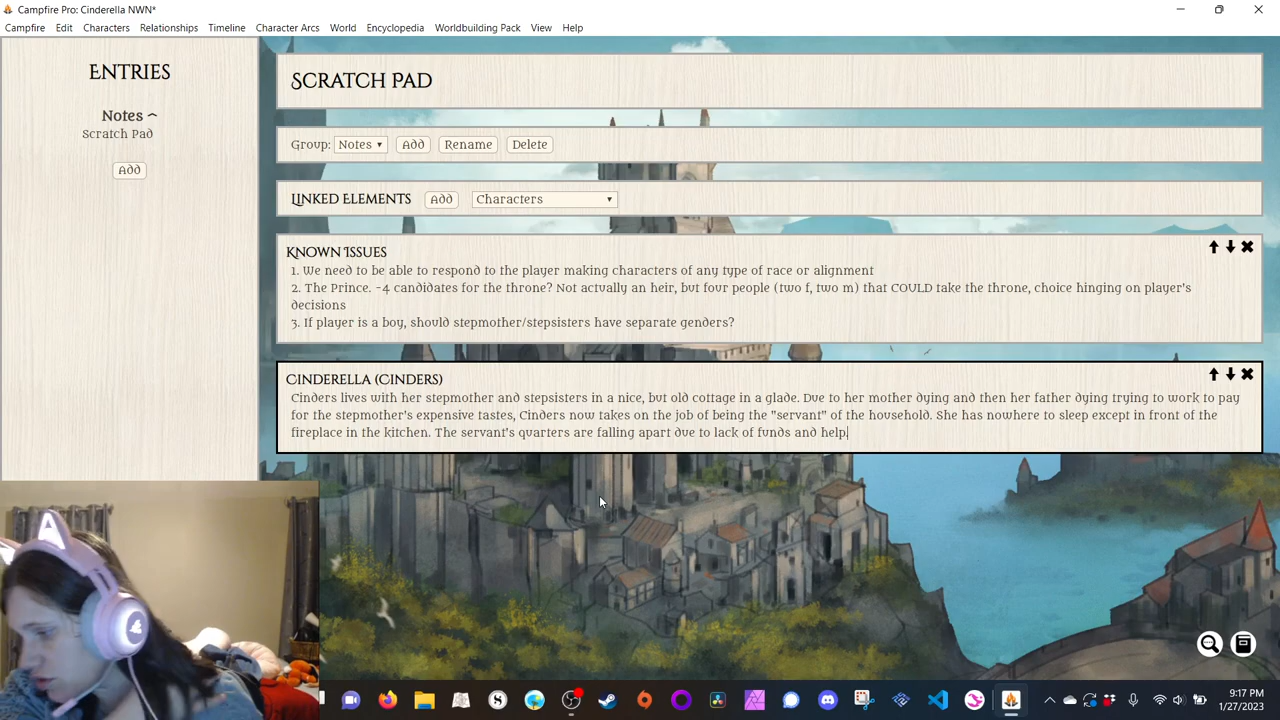 Campfire Pro: Cinderella NWN*
Campfire Edit Characters Relationships Timeline Character Arcs World Encyclopedia Worldbuilding Pack View Help
Entries
Notes
Scratch Pad
Add
Scratch Pad
Group: Notes Add Rename Delete
Linked Elements Add Characters
Known Issues
1. We need to be able to respond to the player making characters of any type of race or alignment
2. The Prince. -4 candidates for the throne? Not actually an heir, but four people (two f, two m) that COULD take the throne, choice hinging on player's
decisions
3. If player is a boy, should stepmother/stepsisters have separate genders?
Cinderella (Cinders)
Cinders lives with her stepmother and stepsisters in a nice, but old cottage in a glade. Due to her mother dying and then her father dying trying to work to pay
for the stepmother's expensive tastes, Cinders now takes on the job of being the "servant" of the household. She has nowhere to sleep except in front of the
fireplace in the kitchen. The servant's quarters are falling apart due to lack of funds and help
9:17 PM
1/27/2023